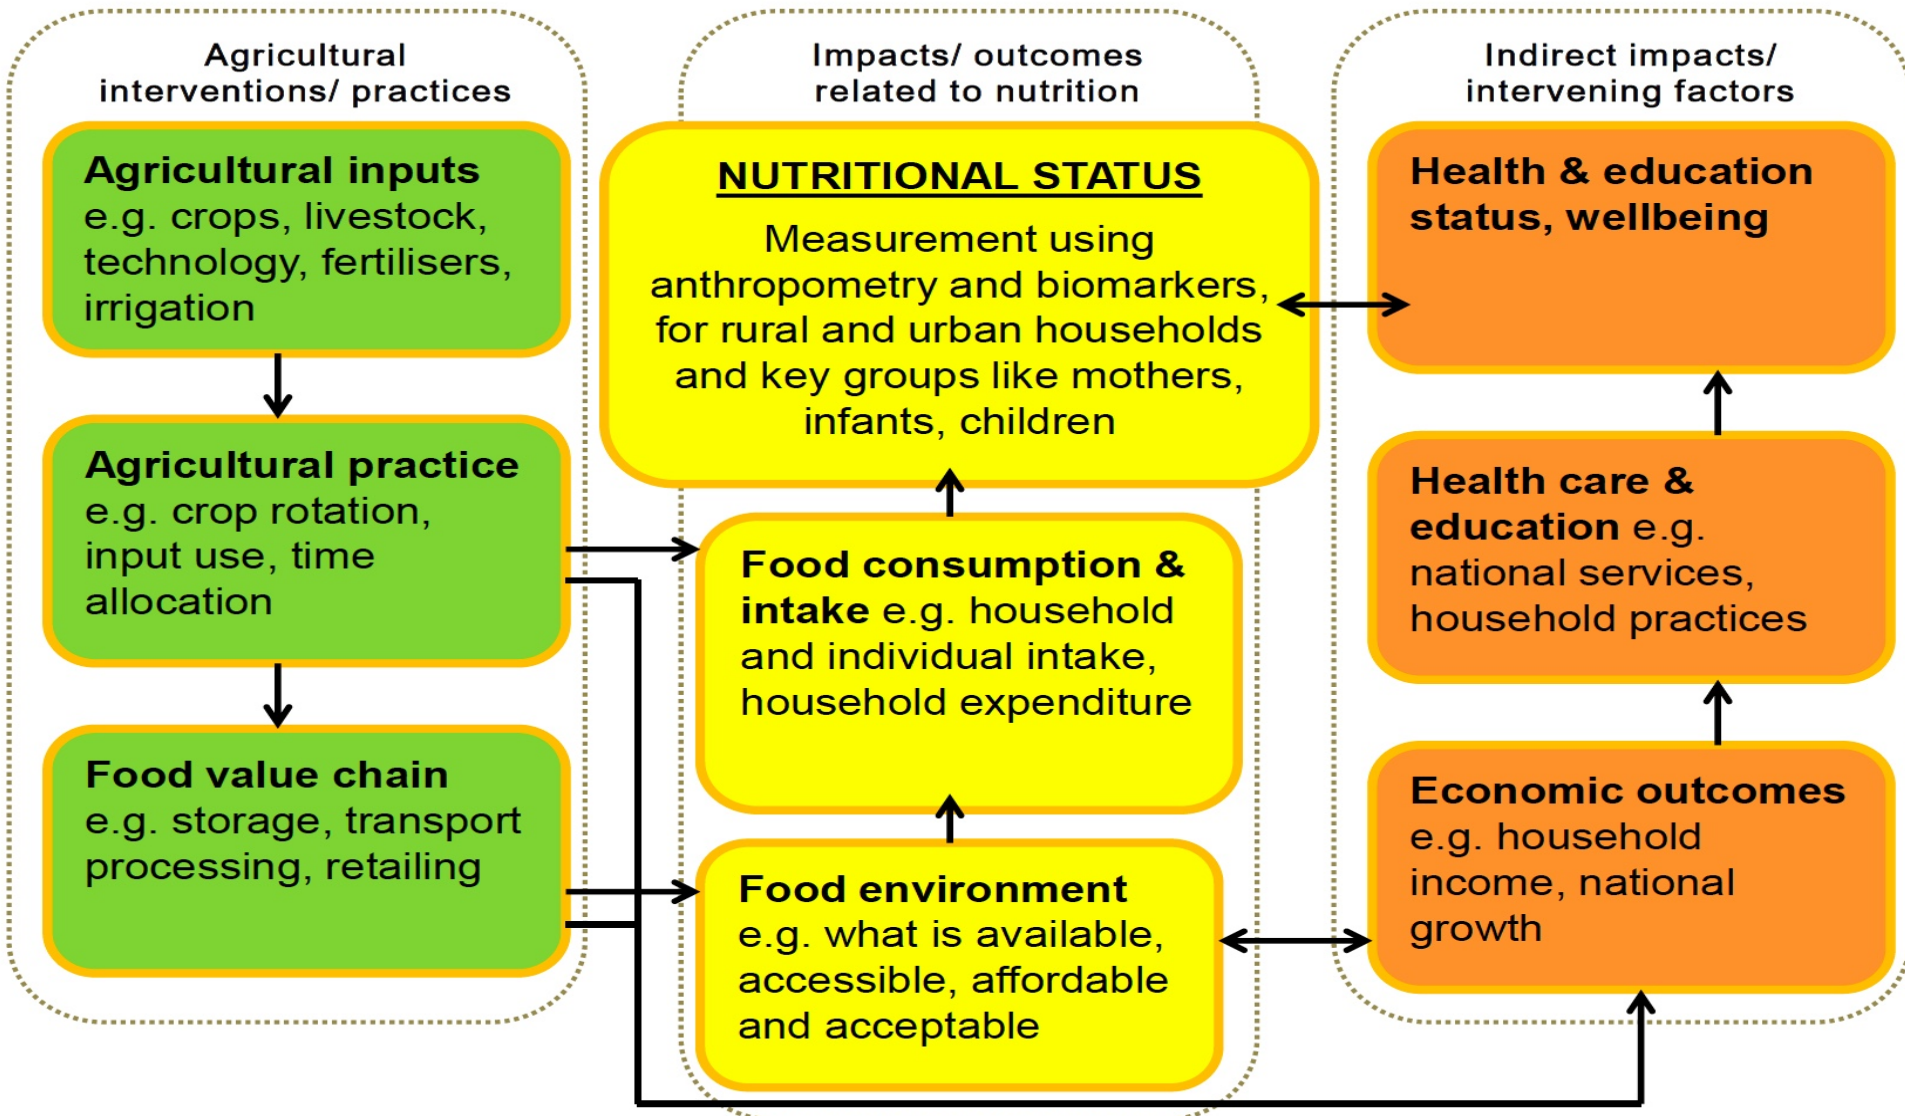 Agricultural
interventions/ practices
Agricultural inputs
e.g. crops, livestock,
technology, fertilisers,
irrigation
Agricultural practice
e.g. crop rotation,
input use, time
allocation
Food value chain
e.g. storage, transport
processing, retailing
Impacts/ outcomes
related to nutrition
NUTRITIONAL STATUS
Measurement using
anthropometry and biomarkers,
for rural and urban households
and key groups like mothers,
infants, children
Food consumption &
intake e.g. household
and individual intake,
household expenditure
Food environment
e.g. what is available,
accessible, affordable
and acceptable
Indirect impacts/
intervening factors
Health & education
status, wellbeing
Health care &
education e.g.
national services,
household practices
Economic outcomes
e.g. household
income, national
growth